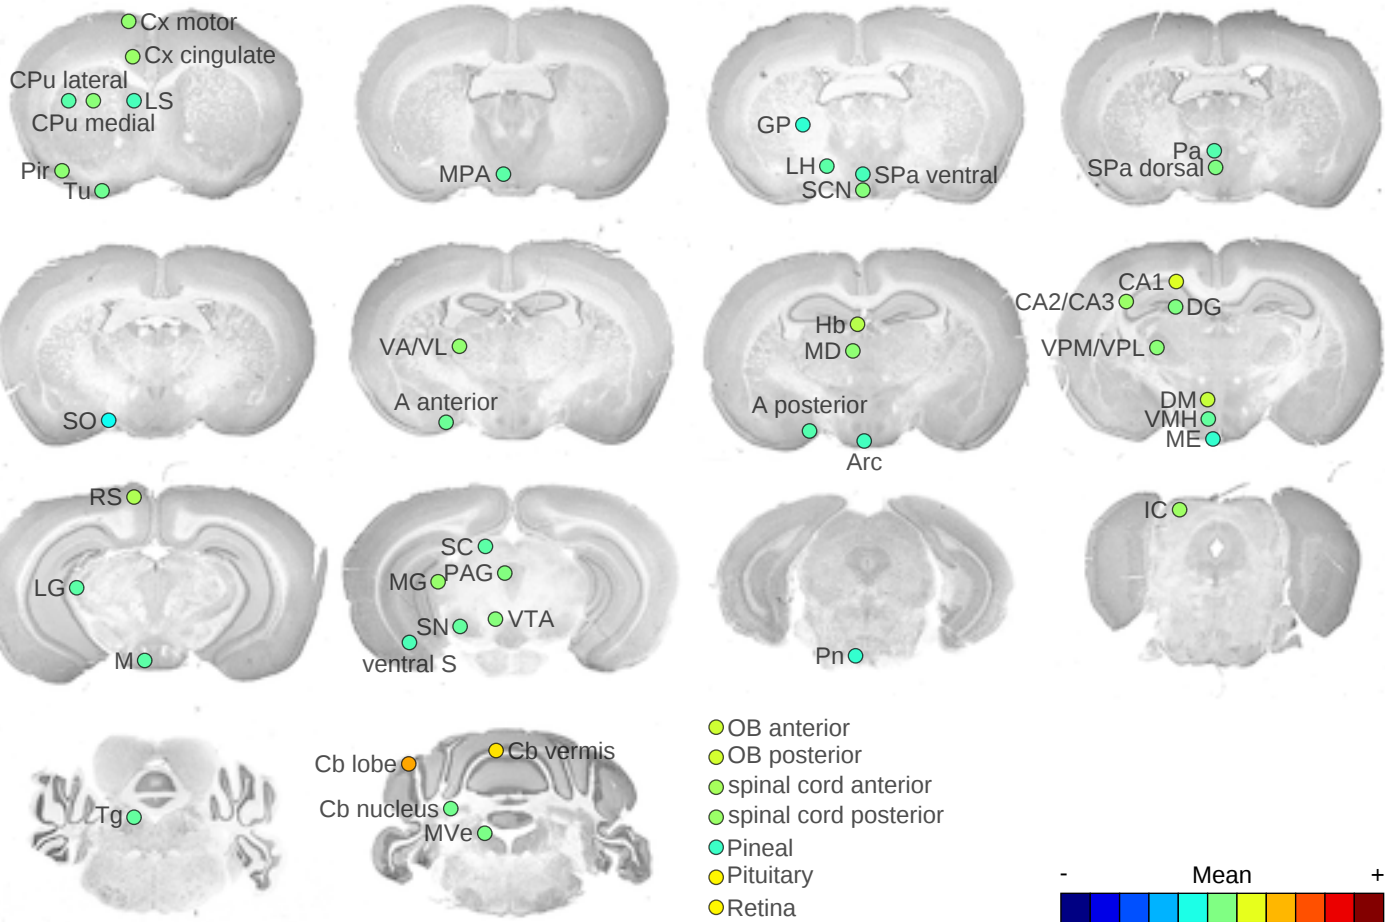 Cx motor
Cx cingulate
CPu lateral
LS
CPu medial
Pir
Tu
MPA
GP
LH
SPa ventral
SCN
Pa
SPa dorsal
SO
VA/VL
A anterior
Hb
MD
A posterior
Arc
CA1
CA2/CA3
DG
VPM/VPL
DM
VMH
ME
RS
LG
M
SC
MG
PAG
SN
VTA
ventral S
Pn
IC
Tg
Cb lobe
Cb vermis
Cb nucleus
MVe
OB anterior
OB posterior
spinal cord anterior
spinal cord posterior
Pineal
Pituitary
Retina
- Mean +